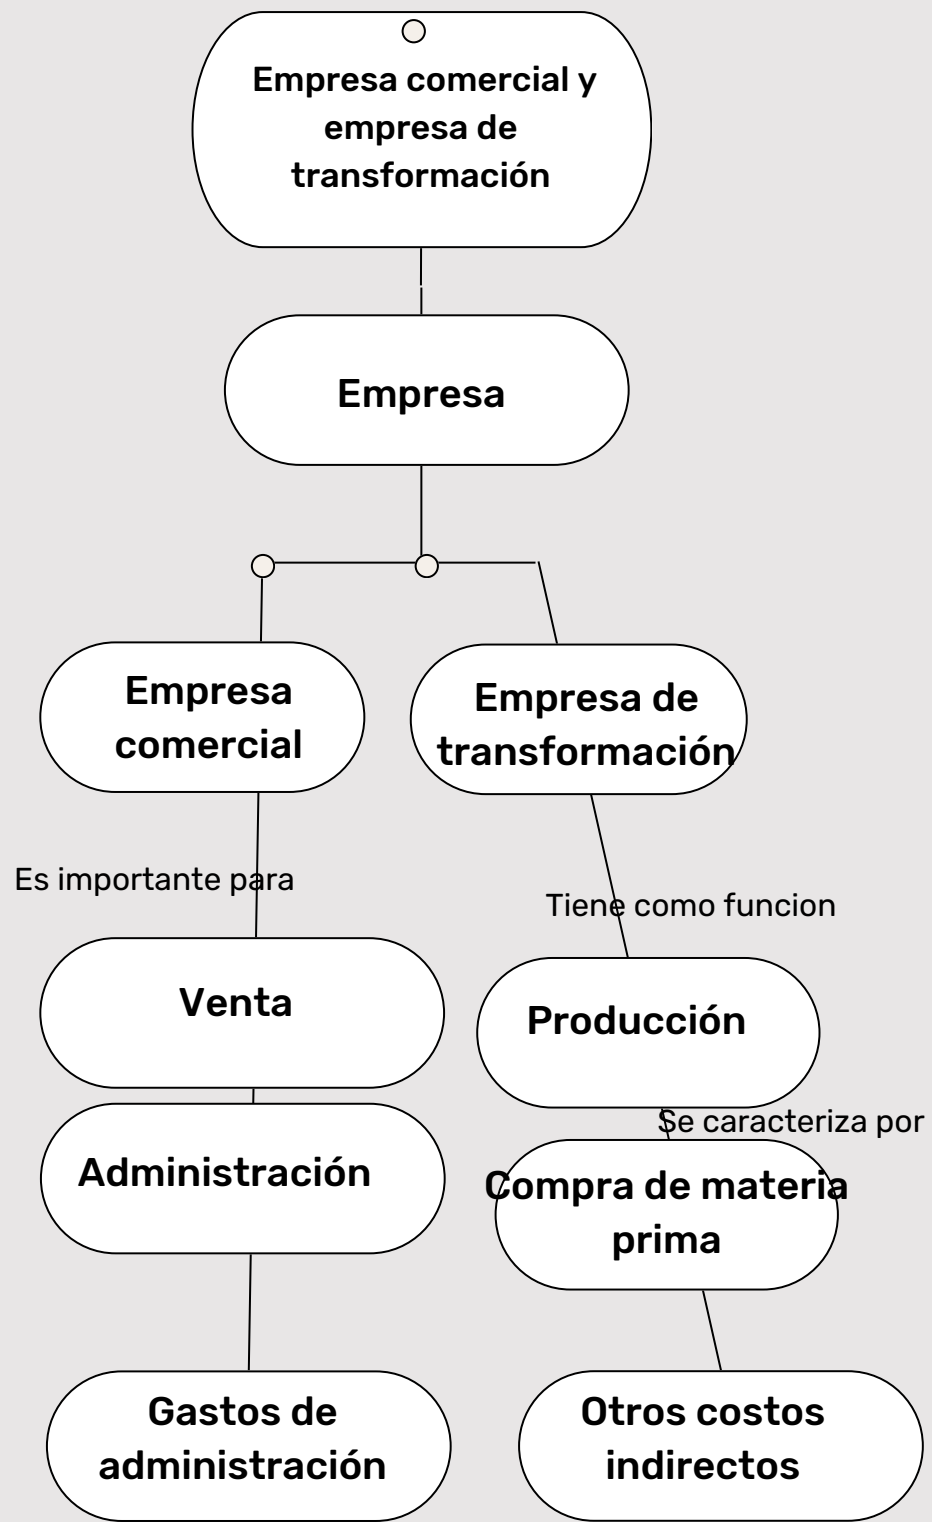 Empresa comercial y
empresa de
transformación
Empresa
Empresa
comercial
Empresa de
transformación
Es importante para
Tiene como funcion
Venta
Producción
Se caracteriza por
Administración
Compra de materia
prima
Gastos de
administración
Otros costos
indirectos